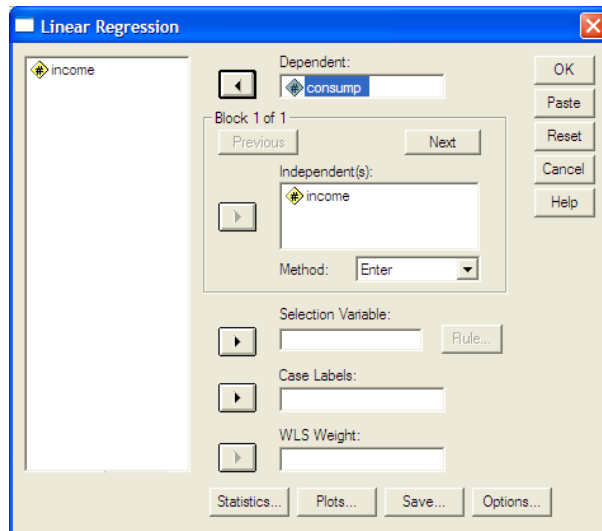 Linear Regression
income
Dependent:
consump
OK
Paste
Reset
Cancel
Help
Block 1 of 1
Previous
Next
Independent(s):
income
Method:
Enter
Selection Variable:
Rule...
Case Labels:
WLS Weight:
Statistics...
Plots...
Save...
Options...